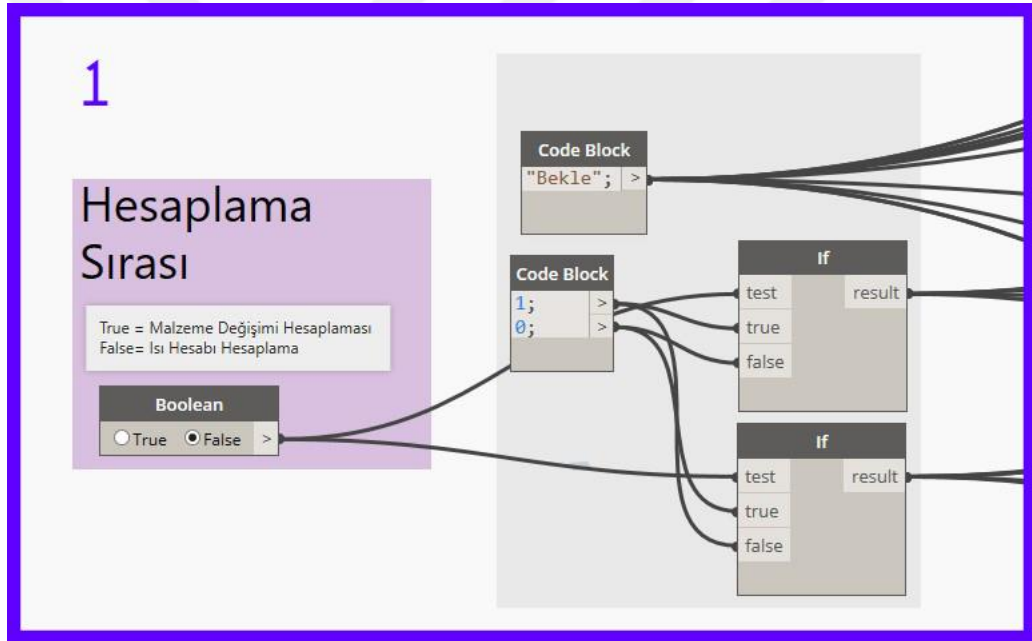 1
Hesaplama
Sırası
True = Malzeme Değişimi Hesaplaması
False= Isı Hesabı Hesaplama
Boolean
True False >
Code Block
"Bekle"; >
Code Block
1; >
0; >
If
test result
true
false
If
test result
true
false